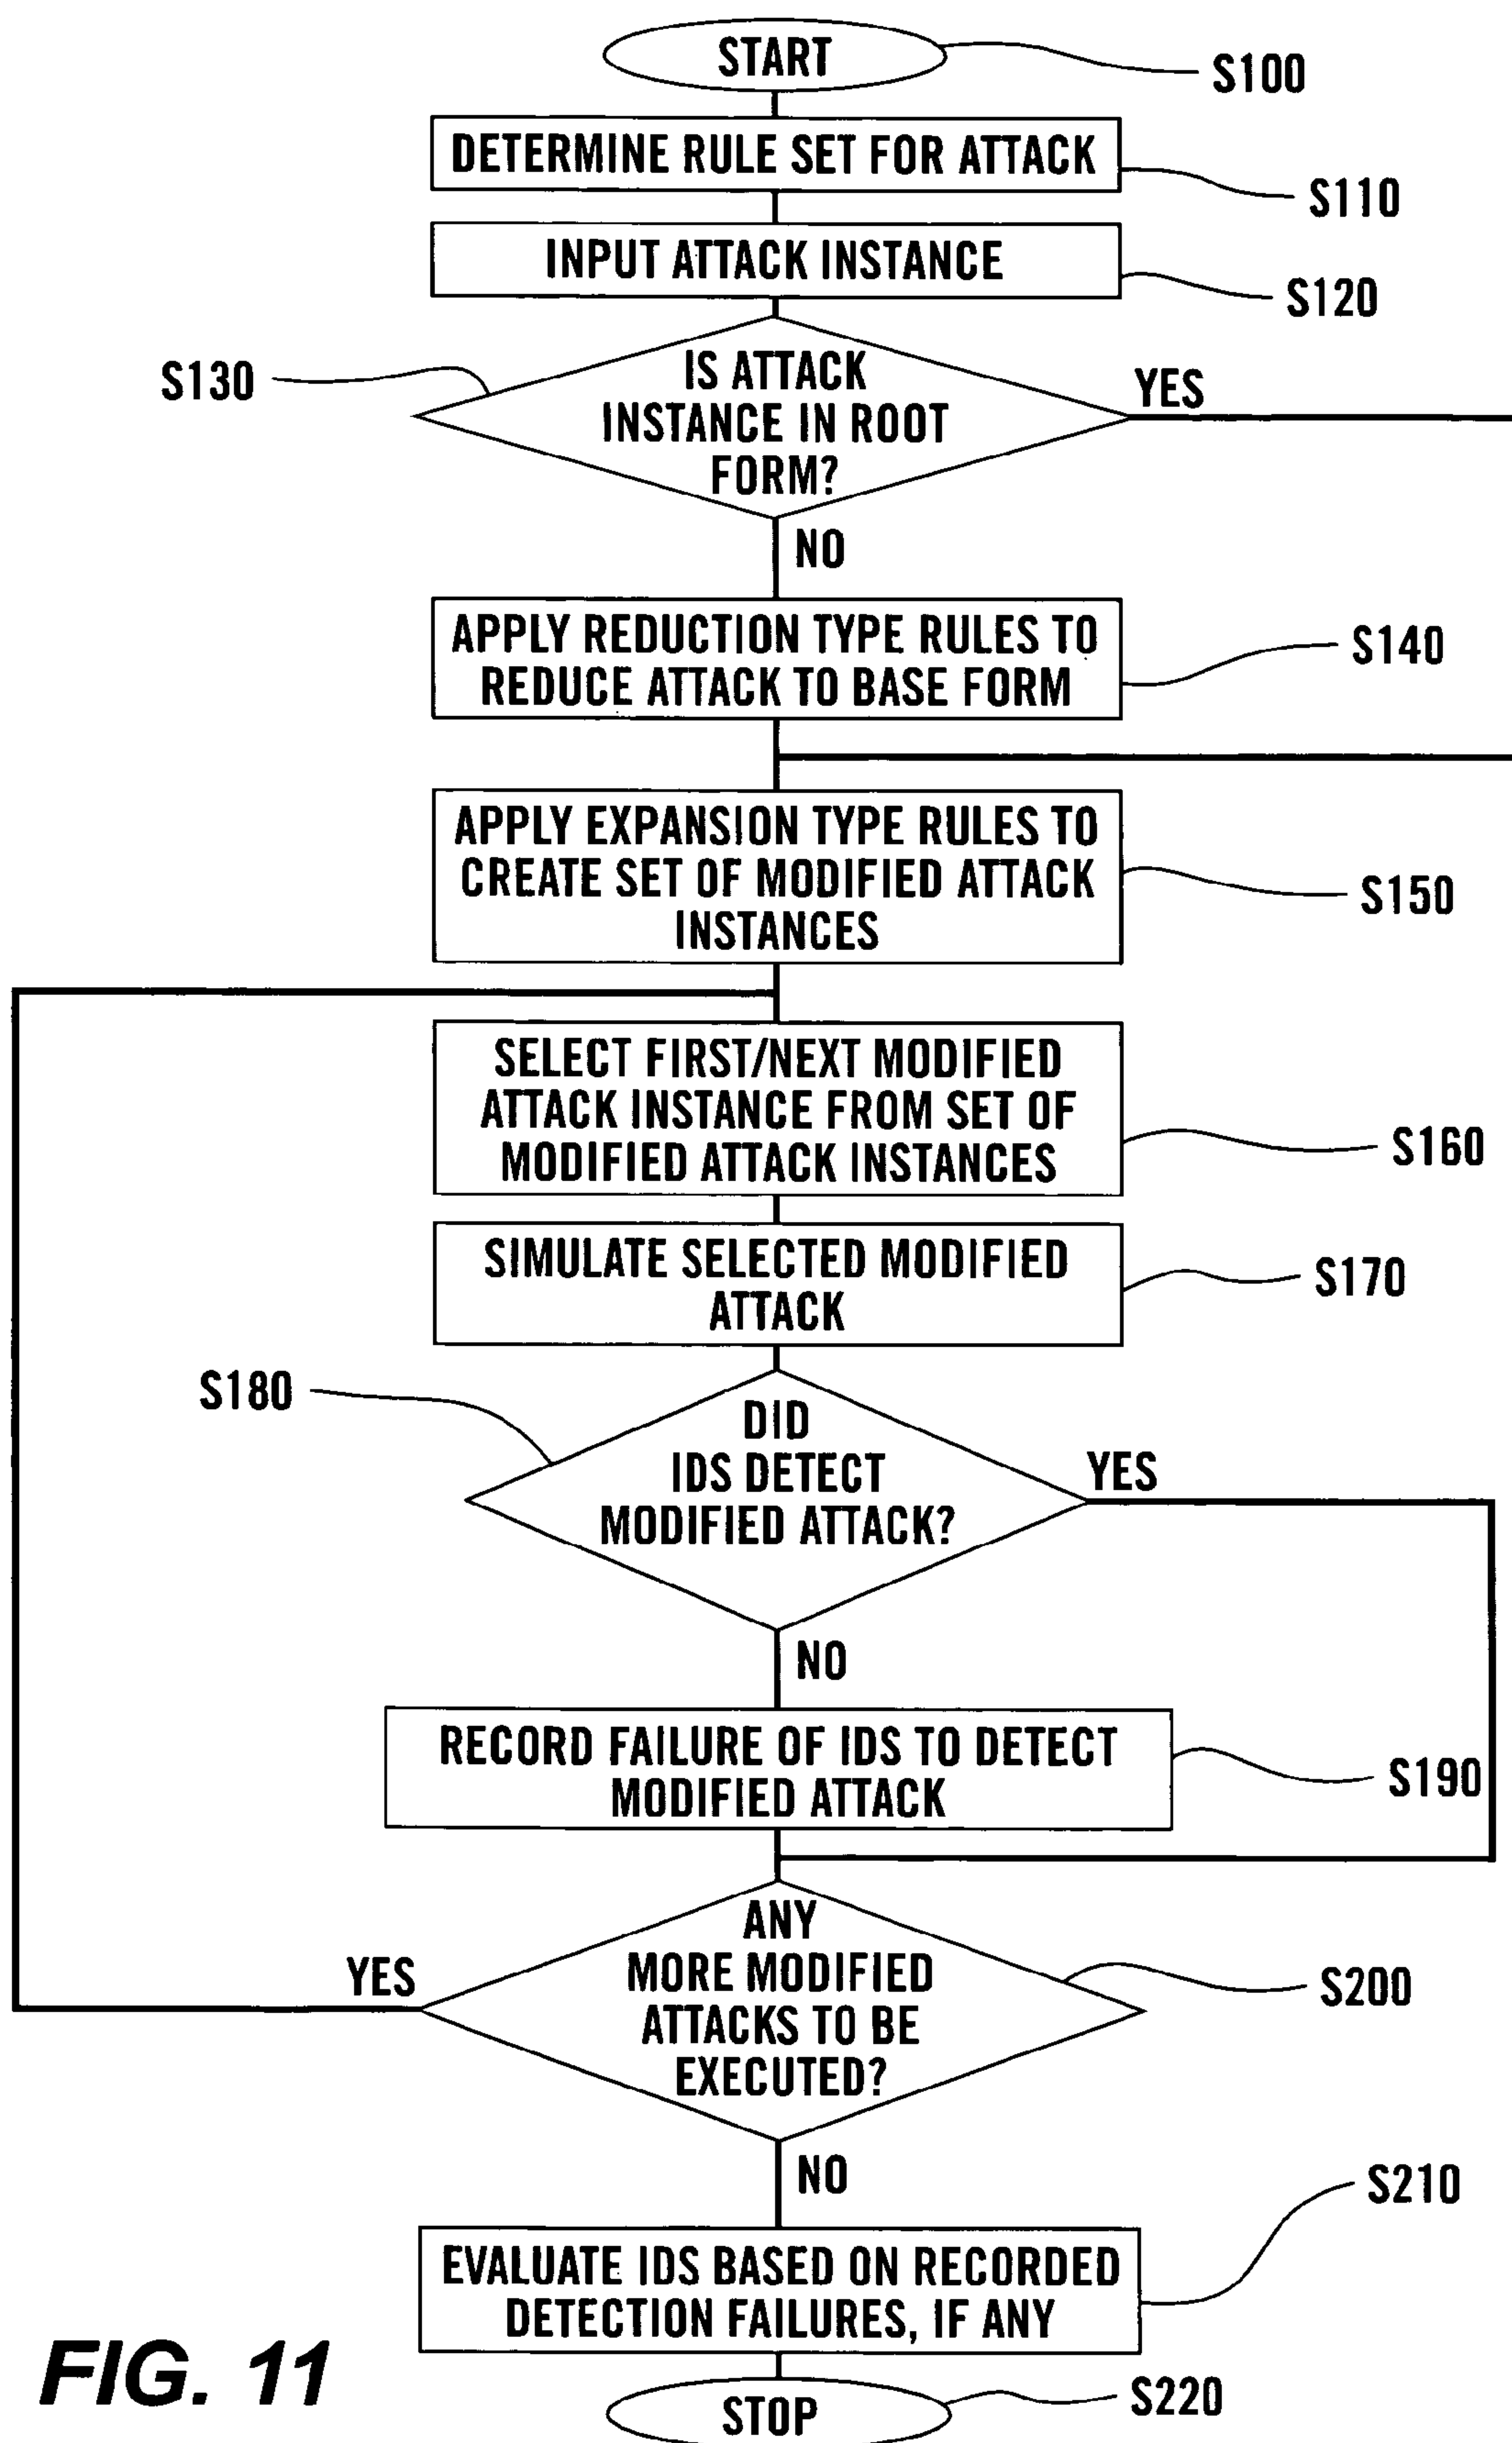 START
S100
DETERMINE RULE SET FOR ATTACK
S110
INPUT ATTACK INSTANCE
S120
S130
IS ATTACK
INSTANCE IN ROOT
FORM?
YES
NO
APPLY REDUCTION TYPE RULES TO
REDUCE ATTACK TO BASE FORM
S140
APPLY EXPANSION TYPE RULES TO
CREATE SET OF MODIFIED ATTACK
INSTANCES
S150
SELECT FIRST/NEXT MODIFIED
ATTACK INSTANCE FROM SET OF
MODIFIED ATTACK INSTANCES
S160
SIMULATE SELECTED MODIFIED
ATTACK
S170
S180
DID
IDS DETECT
MODIFIED ATTACK?
YES
NO
RECORD FAILURE OF IDS TO DETECT
MODIFIED ATTACK
S190
ANY
MORE MODIFIED
ATTACKS TO BE
EXECUTED?
YES
S200
NO
S210
EVALUATE IDS BASED ON RECORDED
DETECTION FAILURES, IF ANY
STOP
S220
FIG. 11